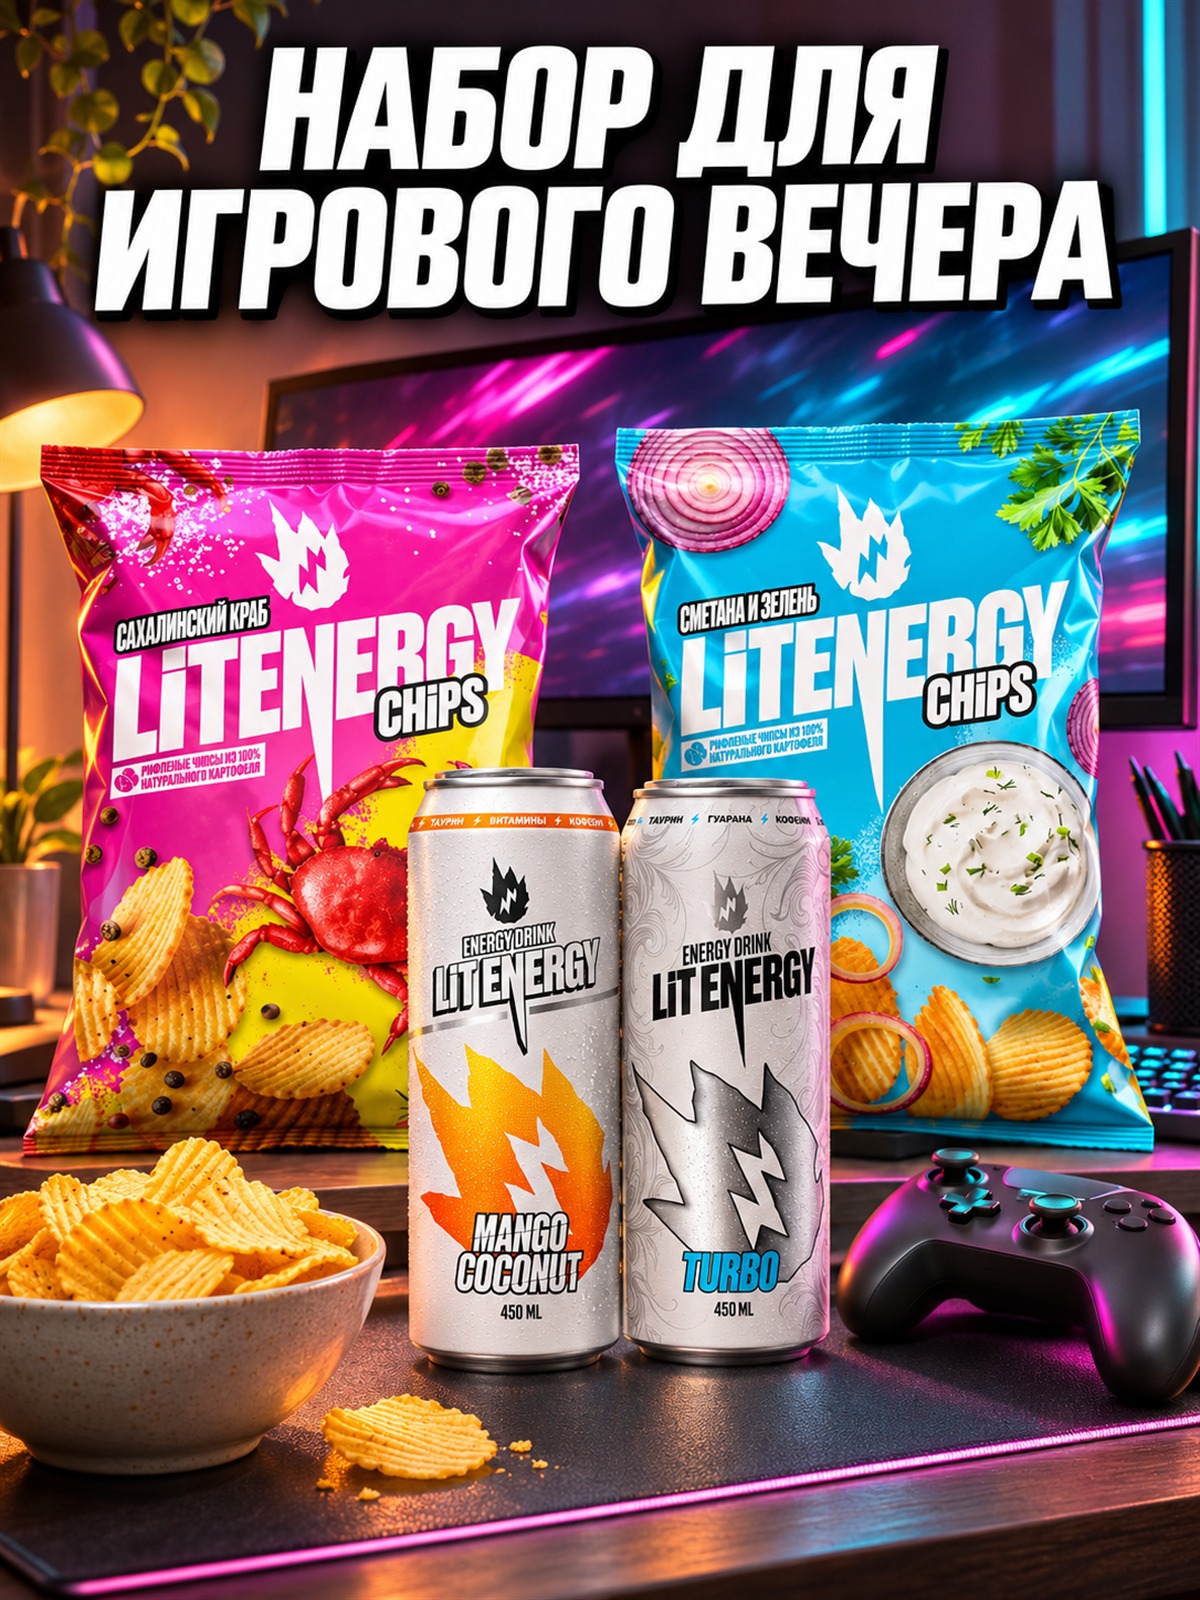 НАБОР ДЛЯ
ИГРОВОГО ВЕЧЕРА
САХАЛИНСКИЙ КРАБ
LITENERGY
CHIPS
РИФЛЕНЫЕ ЧИПСЫ ИЗ 100%
НАТУРАЛЬНОГО КАРТОФЕЛЯ
СМЕТАНА И ЗЕЛЕНЬ
LITENERGY
CHIPS
РИФЛЕНЫЕ ЧИПСЫ ИЗ 100%
НАТУРАЛЬНОГО КАРТОФЕЛЯ
ТАУРИН ВИТАМИНЫ КОФЕИН
ENERGY DRINK
LIT ENERGY
MANGO
COCONUT
450 ML
ТАУРИН ГУАРАНА КОФЕИН
ENERGY DRINK
LIT ENERGY
TURBO
450 ML